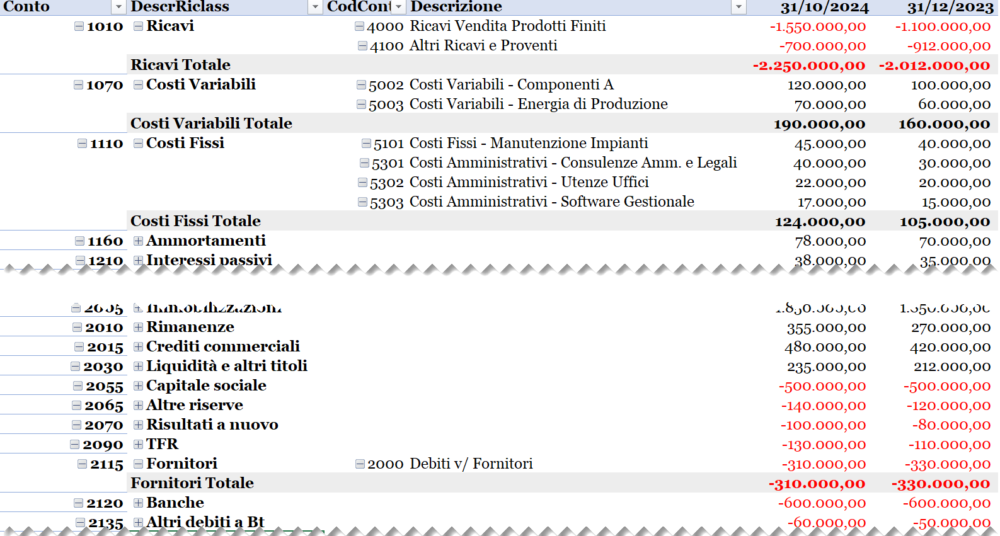 Conto DescrRiclass CodCont Descrizione 31/10/2024 31/12/2023
1010 Ricavi 4000 Ricavi Vendita Prodotti Finiti -1.550.000,00 -1.100.000,00
4100 Altri Ricavi e Proventi -700.000,00 -912.000,00
Ricavi Totale -2.250.000,00 -2.012.000,00
1070 Costi Variabili 5002 Costi Variabili - Componenti A 120.000,00 100.000,00
5003 Costi Variabili - Energia di Produzione 70.000,00 60.000,00
Costi Variabili Totale 190.000,00 160.000,00
1110 Costi Fissi 5101 Costi Fissi - Manutenzione Impianti 45.000,00 40.000,00
5301 Costi Amministrativi - Consulenze Amm. e Legali 40.000,00 30.000,00
5302 Costi Amministrativi - Utenze Uffici 22.000,00 20.000,00
5303 Costi Amministrativi - Software Gestionale 17.000,00 15.000,00
Costi Fissi Totale 124.000,00 105.000,00
1160 Ammortamenti 78.000,00 70.000,00
1210 Interessi passivi 38.000,00 35.000,00
Immobilizzazioni
2010 Rimanenze 355.000,00 270.000,00
2015 Crediti commerciali 480.000,00 420.000,00
2030 Liquidità e altri titoli 235.000,00 212.000,00
2055 Capitale sociale -500.000,00 -500.000,00
2065 Altre riserve -140.000,00 -120.000,00
2070 Risultati a nuovo -100.000,00 -80.000,00
2090 TFR -130.000,00 -110.000,00
2115 Fornitori 2000 Debiti v/ Fornitori -310.000,00 -330.000,00
Fornitori Totale -310.000,00 -330.000,00
2120 Banche -600.000,00 -600.000,00
2135 Altri debiti a Bt -60.000,00 -50.000,00